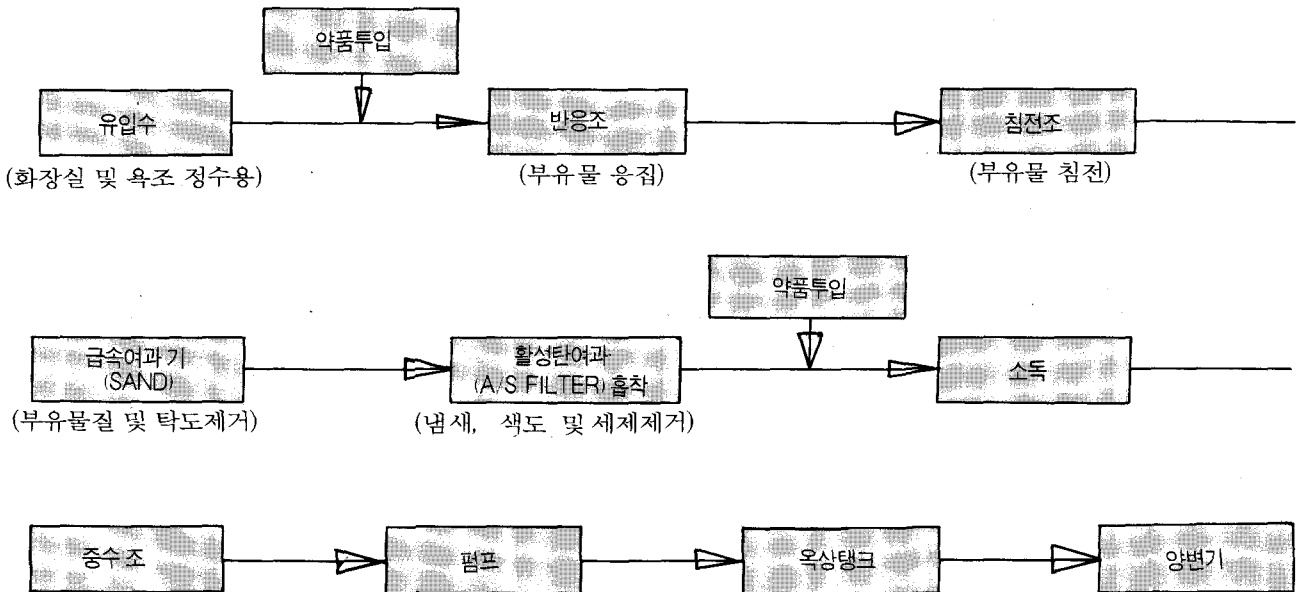 약품투입
유입수
반응조
침전조
(화장실 및 욕조 정수용)
(부유물 응집)
(부유물 침전)
약품투입
급속여과기
(SAND)
활성탄여과
(A/S FILTER) 흡착
소독
(부유물질 및 탁도제거)
(냄새, 색도 및 세제제거)
중수조
펌프
옥상탱크
양변기